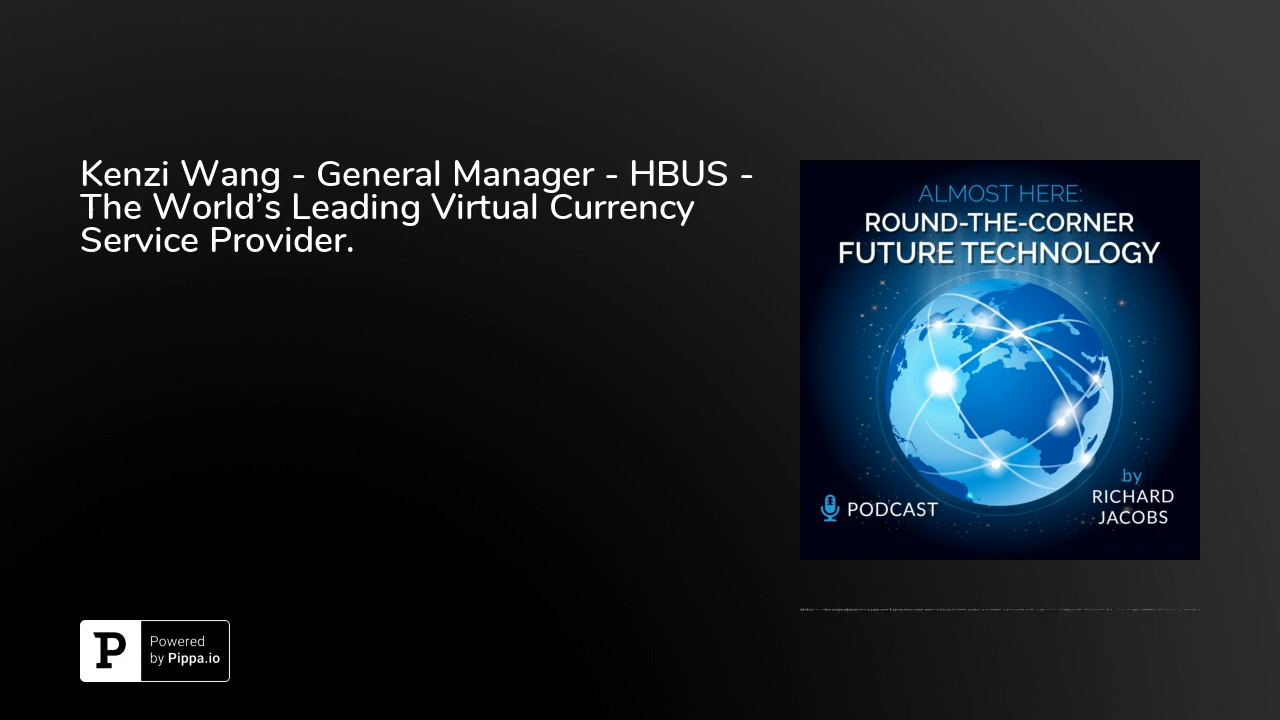 Kenzi Wang - General Manager - HBUS -
The World’s Leading Virtual Currency
Service Provider.
ALMOST HERE:
ROUND-THE-CORNER
FUTURE TECHNOLOGY
by
RICHARD
JACOBS
PODCAST
P
Powered
by Pippa.io